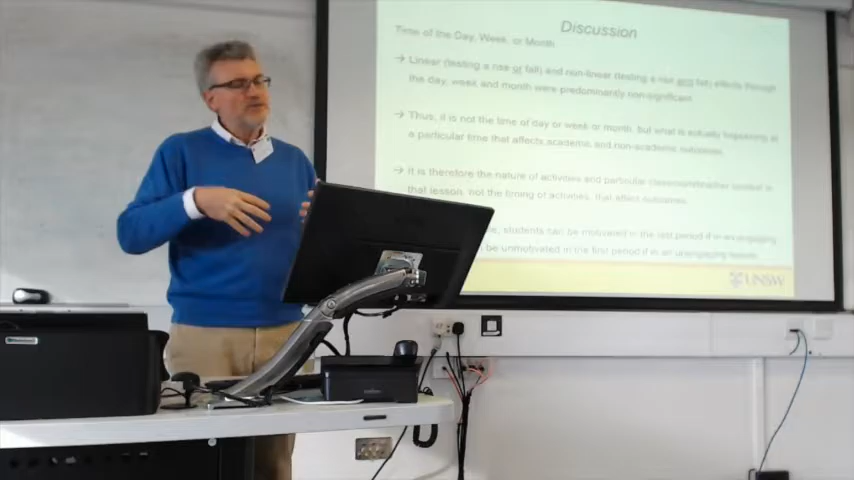 Discussion
Time of the Day, Week, or Month
→ Linear (testing a rise or fall) and non-linear (testing a rise and fall) effects through
the day, week and month were predominantly non-significant
→ Thus, it is not the time of day or week or month, but what is actually happening at
a particular time that affects academic and non-academic outcomes
→ It is therefore the nature of activities and particular classroom/teacher context in
that lesson, not the timing of activities, that affect outcomes
students can be motivated in the last period if in an engaging
be unmotivated in the first period if in an unengaging lesson
UNSW